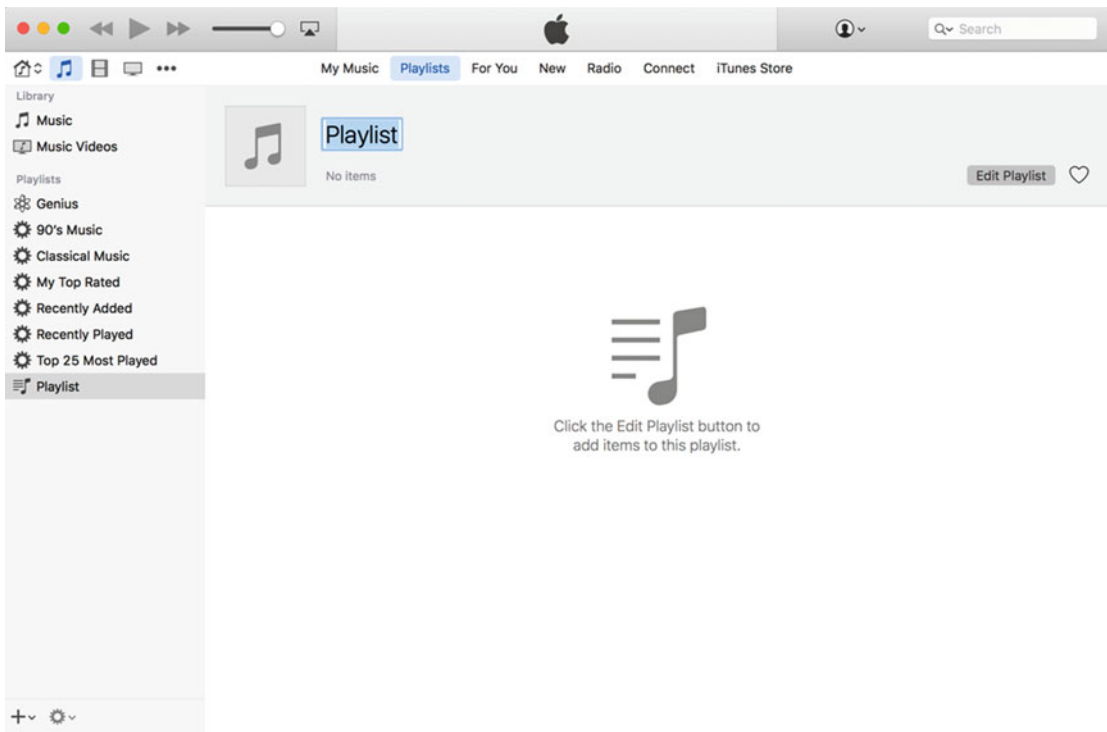 Search
My Music Playlists For You New Radio Connect iTunes Store
Library
Music
Music Videos
Playlists
Genius
90's Music
Classical Music
My Top Rated
Recently Added
Recently Played
Top 25 Most Played
Playlist
Playlist
No items
Edit Playlist
Click the Edit Playlist button to
add items to this playlist.